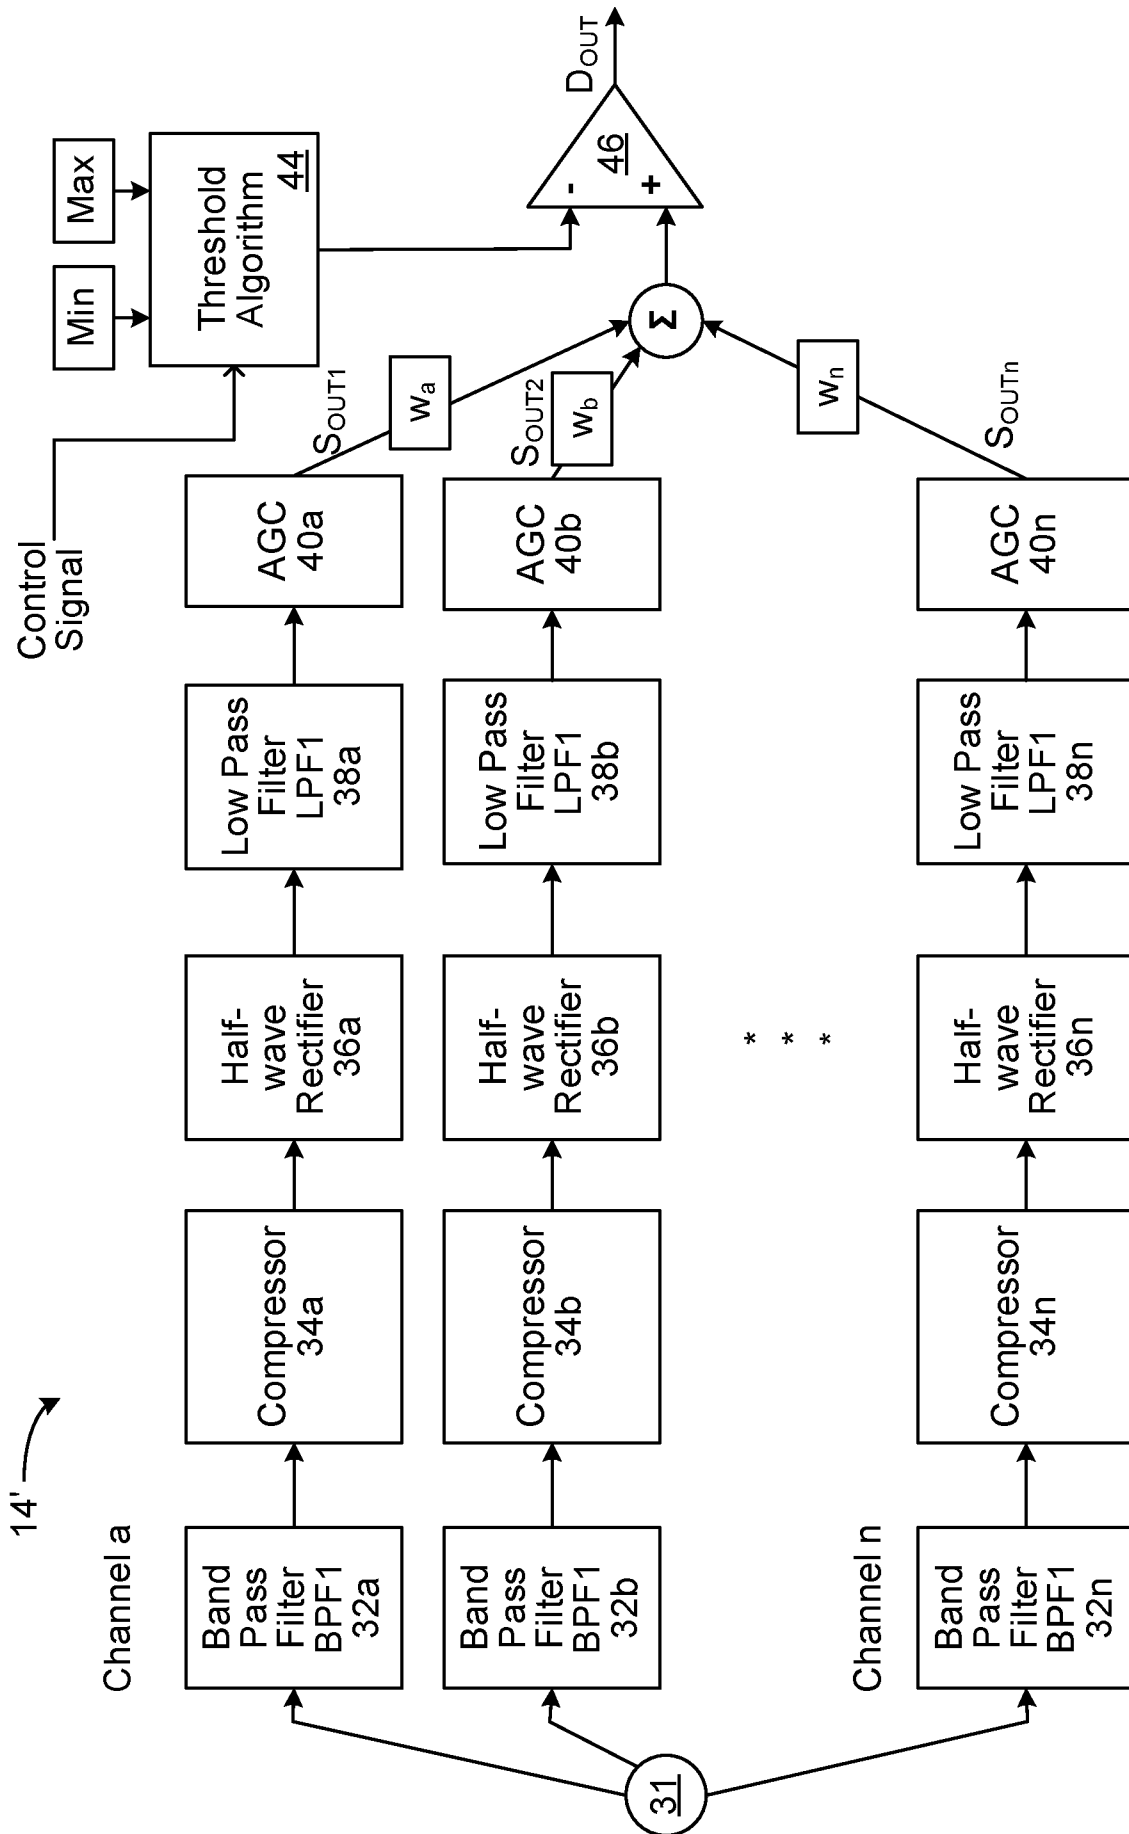 14'
Control
Signal
Min
Max
Threshold
Algorithm
44
Channel a
Band
Pass
Filter
BPF1
32a
Compressor
34a
Half-
wave
Rectifier
36a
Low Pass
Filter
LPF1
38a
AGC
40a
SOUT1
wa
31
Band
Pass
Filter
BPF1
32b
Compressor
34b
Half-
wave
Rectifier
36b
Low Pass
Filter
LPF1
38b
AGC
40b
SOUT2
wb
Σ
-
+
46
DOUT
* * *
Channel n
Band
Pass
Filter
BPF1
32n
Compressor
34n
Half-
wave
Rectifier
36n
Low Pass
Filter
LPF1
38n
AGC
40n
SOUTn
wn